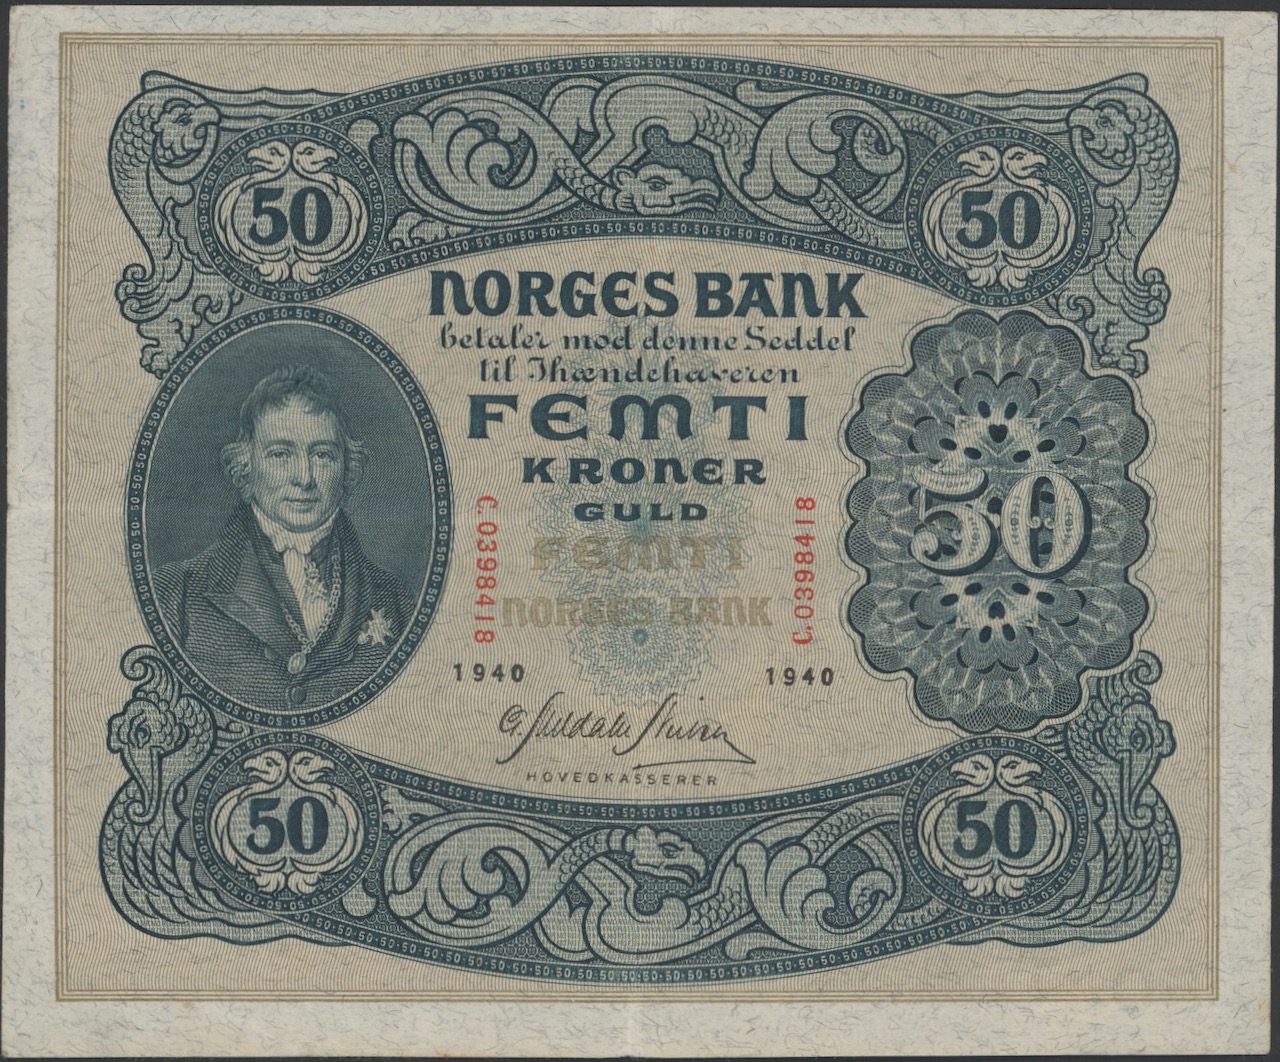 50 50
NORGES BANK
betaler mod denne Seddel
til Ihændehaveren
FEMTI
KRONER
GULD
50
C.0398418 C.0398418
FEMTI
NORGES BANK
1940 1940
HOVEDKASSERER
50 50